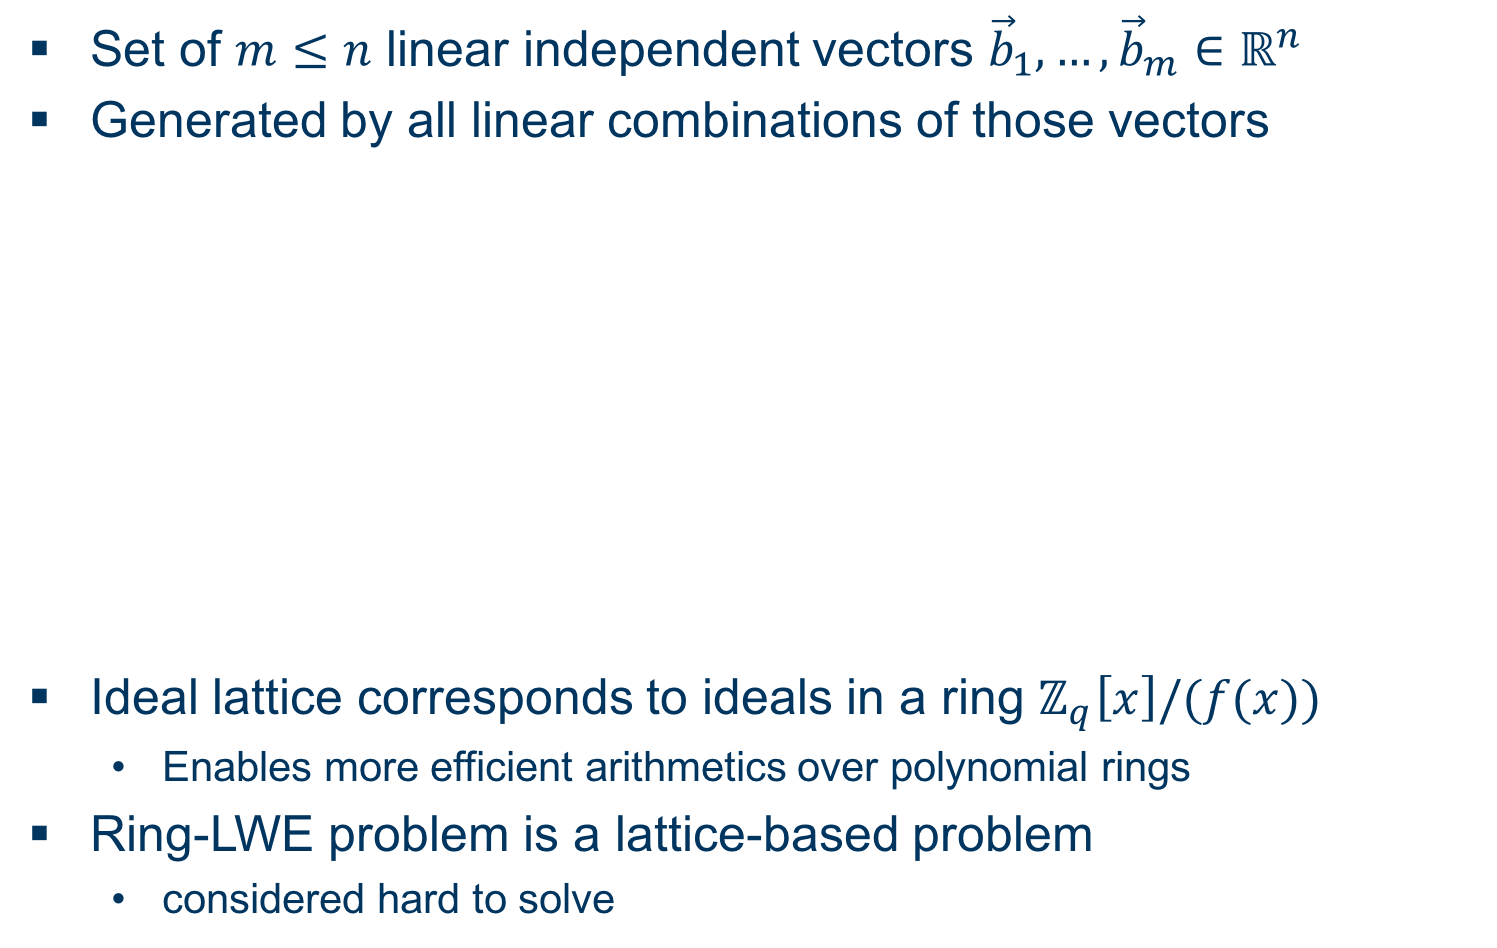 ▪ Set of 𝑚 ≤ 𝑛 linear independent vectors b⃗₁, … , b⃗ₘ ∈ ℝⁿ
▪ Generated by all linear combinations of those vectors
▪ Ideal lattice corresponds to ideals in a ring ℤ_q[x]/(f(x))
• Enables more efficient arithmetics over polynomial rings
▪ Ring-LWE problem is a lattice-based problem
• considered hard to solve